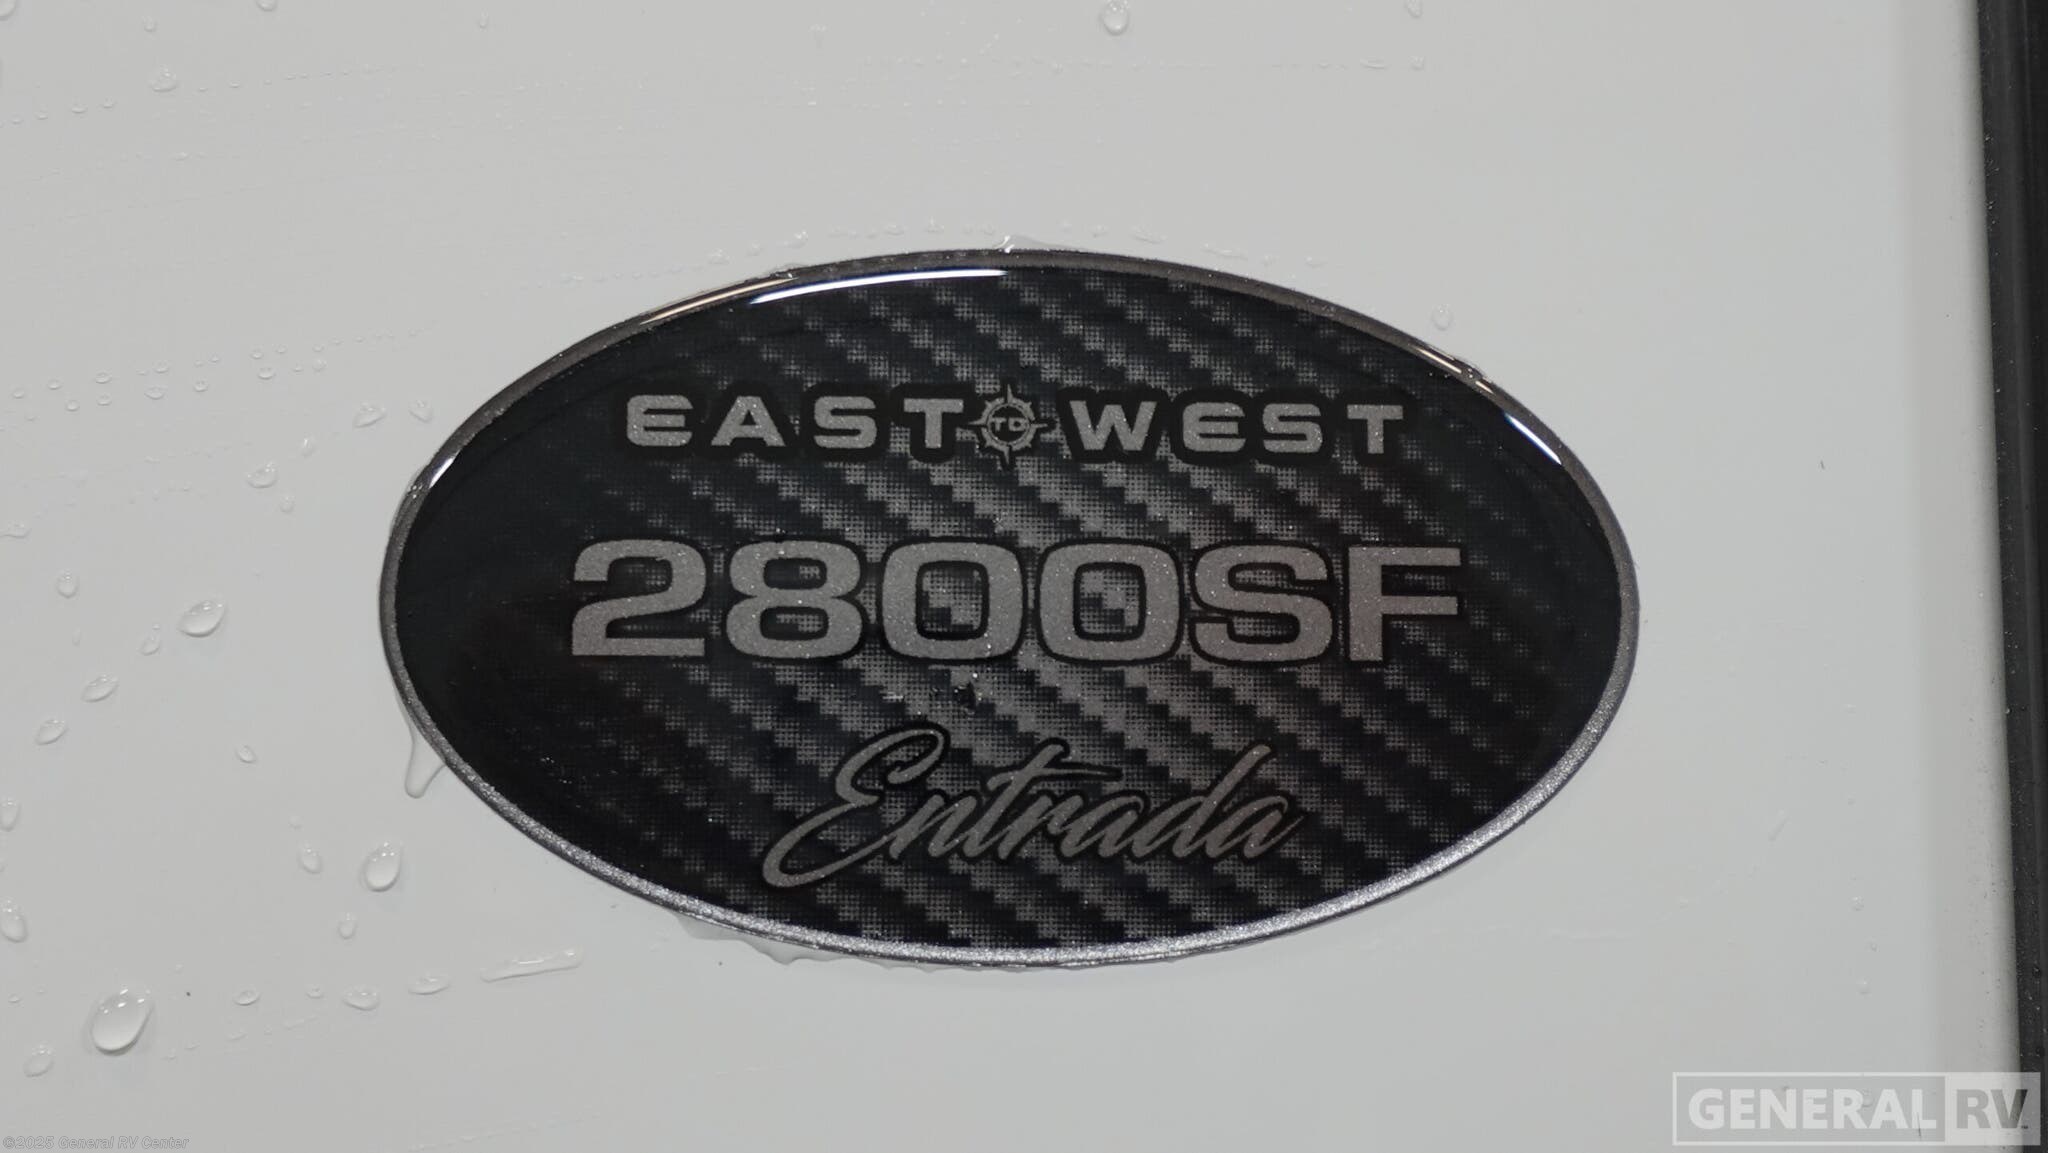 EAST TO WEST
2800SF
Entrada
GENERAL RV
©2025 General RV Center